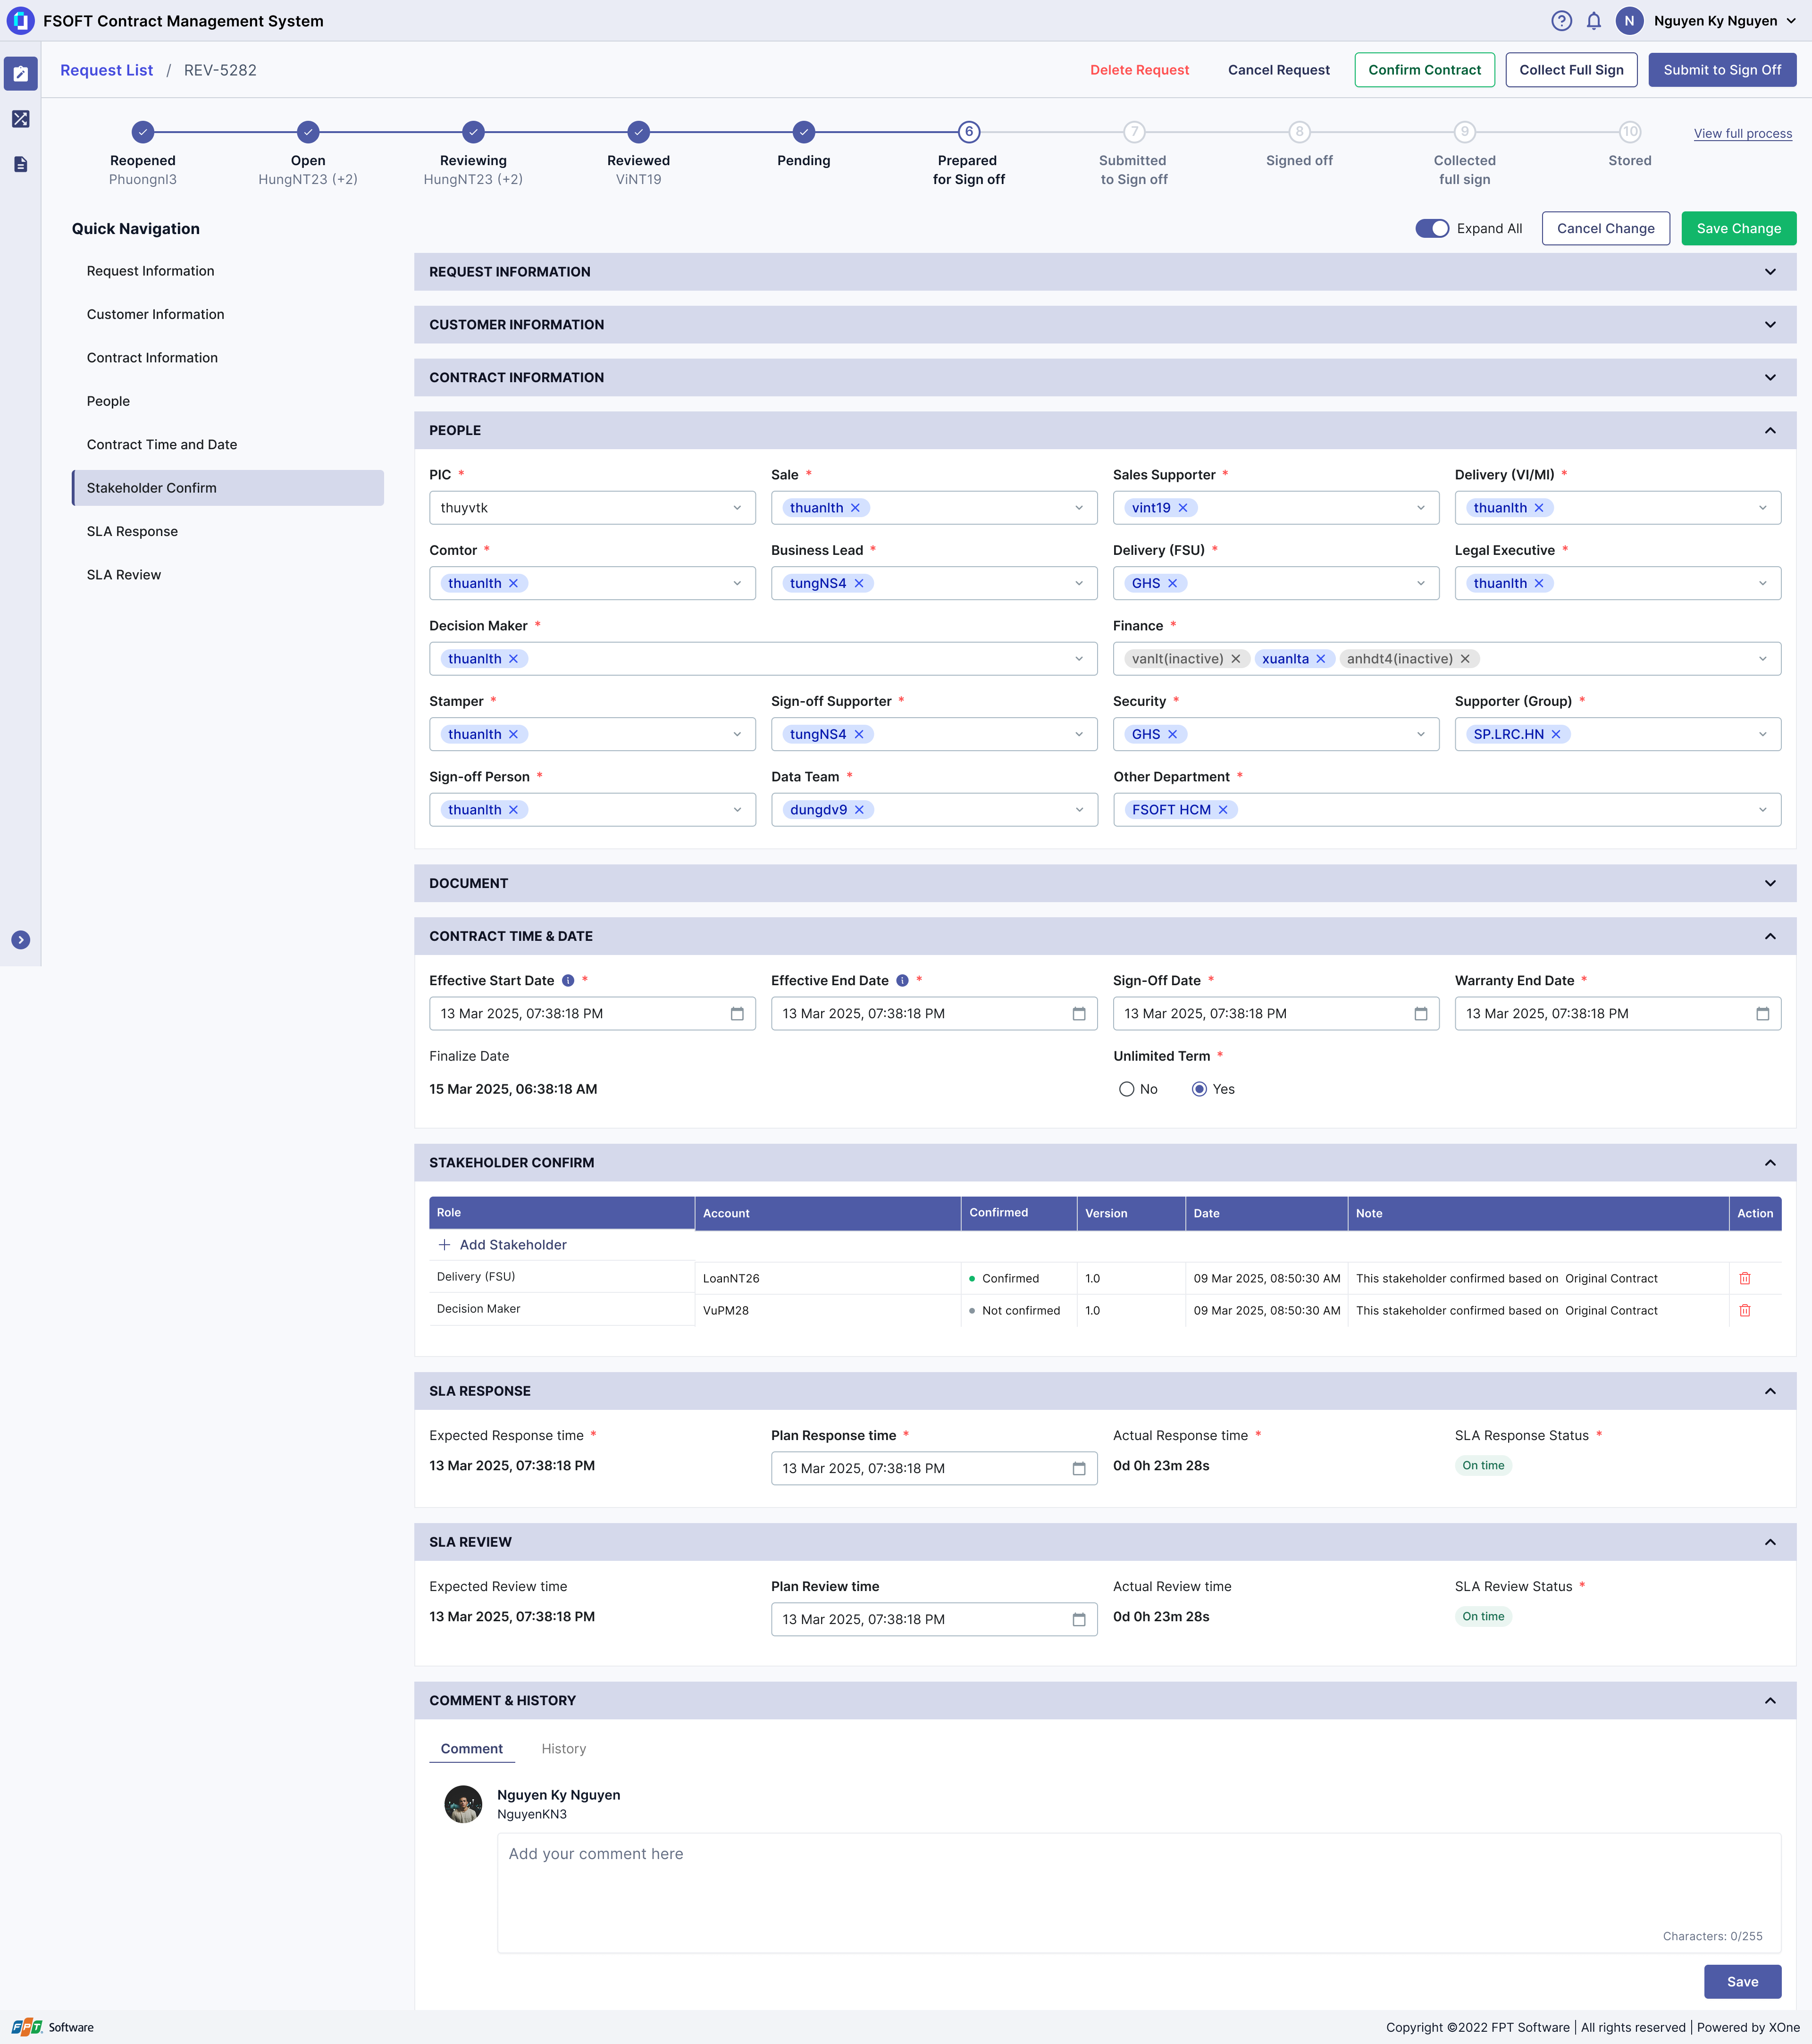 FSOFT Contract Management System
N
Nguyen Ky Nguyen
Request List / REV-5282
Delete Request
Cancel Request
Confirm Contract
Collect Full Sign
Submit to Sign Off
6 7 8 9 10
Reopened
Phuongnl3
Open
HungNT23 (+2)
Reviewing
HungNT23 (+2)
Reviewed
ViNT19
Pending
Prepared
for Sign off
Submitted
to Sign off
Signed off
Collected
full sign
Stored
View full process
Quick Navigation
Request Information
Customer Information
Contract Information
People
Contract Time and Date
Stakeholder Confirm
SLA Response
SLA Review
Expand All
Cancel Change
Save Change
REQUEST INFORMATION
CUSTOMER INFORMATION
CONTRACT INFORMATION
PEOPLE
PIC * Sale * Sales Supporter * Delivery (VI/MI) *
thuyvtk thuanlth vint19 thuanlth
Comtor * Business Lead * Delivery (FSU) * Legal Executive *
thuanlth tungNS4 GHS thuanlth
Decision Maker * Finance *
thuanlth vanlt(inactive) xuanlta anhdt4(inactive)
Stamper * Sign-off Supporter * Security * Supporter (Group) *
thuanlth tungNS4 GHS SP.LRC.HN
Sign-off Person * Data Team * Other Department *
thuanlth dungdv9 FSOFT HCM
DOCUMENT
CONTRACT TIME & DATE
Effective Start Date * Effective End Date * Sign-Off Date * Warranty End Date *
13 Mar 2025, 07:38:18 PM 13 Mar 2025, 07:38:18 PM 13 Mar 2025, 07:38:18 PM 13 Mar 2025, 07:38:18 PM
Finalize Date Unlimited Term *
15 Mar 2025, 06:38:18 AM No Yes
STAKEHOLDER CONFIRM
Role Account Confirmed Version Date Note Action
Add Stakeholder
Delivery (FSU) LoanNT26 Confirmed 1.0 09 Mar 2025, 08:50:30 AM This stakeholder confirmed based on Original Contract
Decision Maker VuPM28 Not confirmed 1.0 09 Mar 2025, 08:50:30 AM This stakeholder confirmed based on Original Contract
SLA RESPONSE
Expected Response time * Plan Response time * Actual Response time * SLA Response Status *
13 Mar 2025, 07:38:18 PM 13 Mar 2025, 07:38:18 PM 0d 0h 23m 28s On time
SLA REVIEW
Expected Review time Plan Review time Actual Review time SLA Review Status *
13 Mar 2025, 07:38:18 PM 13 Mar 2025, 07:38:18 PM 0d 0h 23m 28s On time
COMMENT & HISTORY
Comment History
Nguyen Ky Nguyen
NguyenKN3
Add your comment here
Characters: 0/255
Save
FPT Software
Copyright ©2022 FPT Software | All rights reserved | Powered by XOne